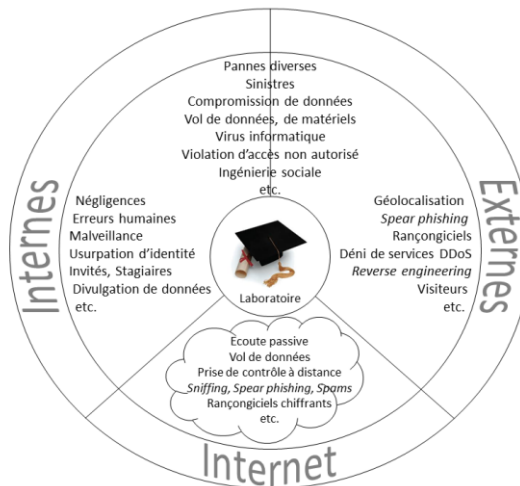 Pannes diverses
Sinistres
Compromission de données
Vol de données, de matériels
Virus informatique
Violation d'accès non autorisé
Ingénierie sociale
etc.
Internes
Négligences
Erreurs humaines
Malveillance
Usurpation d'identité
Invités, Stagiaires
Divulgation de données
etc.
Laboratoire
Géolocalisation
Spear phishing
Rançongiciels
Déni de services DDoS
Reverse engineering
Visiteurs
etc.
Externes
Ecoute passive
Vol de données
Prise de contrôle à distance
Sniffing, Spear phishing, Spams
Rançongiciels chiffrants
etc.
Internet